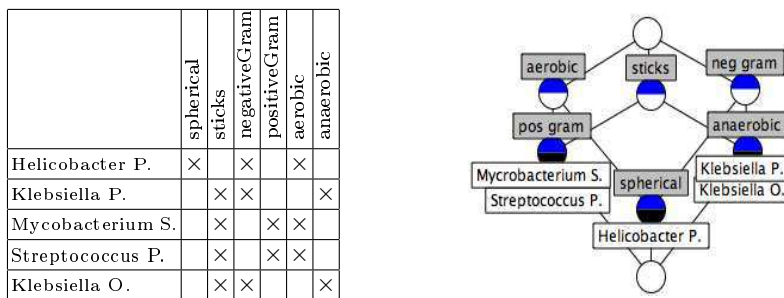 spherical
sticks
negativeGram
positiveGram
aerobic
anaerobic
Helicobacter P. × × ×
Klebsiella P. × × ×
Mycobacterium S. × × ×
Streptococcus P. × × ×
Klebsiella O. × × ×
aerobic
sticks
neg gram
pos gram
anaerobic
Mycrobacterium S.
Streptococcus P.
spherical
Klebsiella P.
Klebsiella O.
Helicobacter P.